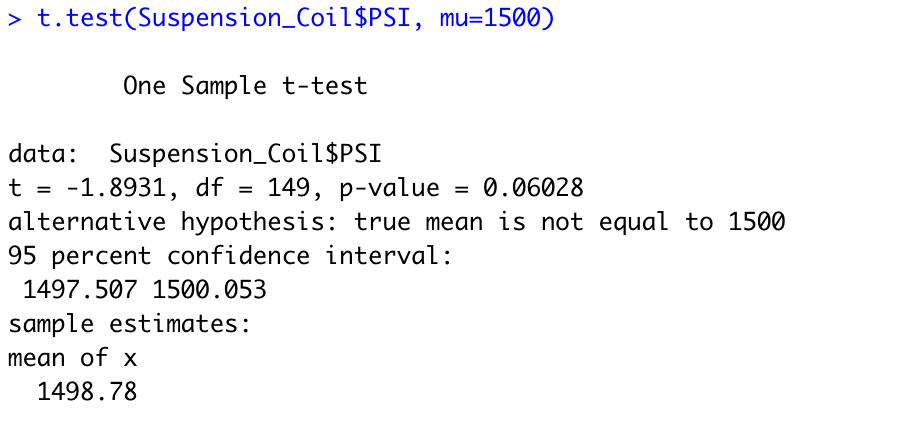 > t.test(Suspension_Coil$PSI, mu=1500)
One Sample t-test
data:  Suspension_Coil$PSI
t = -1.8931, df = 149, p-value = 0.06028
alternative hypothesis: true mean is not equal to 1500
95 percent confidence interval:
1497.507 1500.053
sample estimates:
mean of x
1498.78